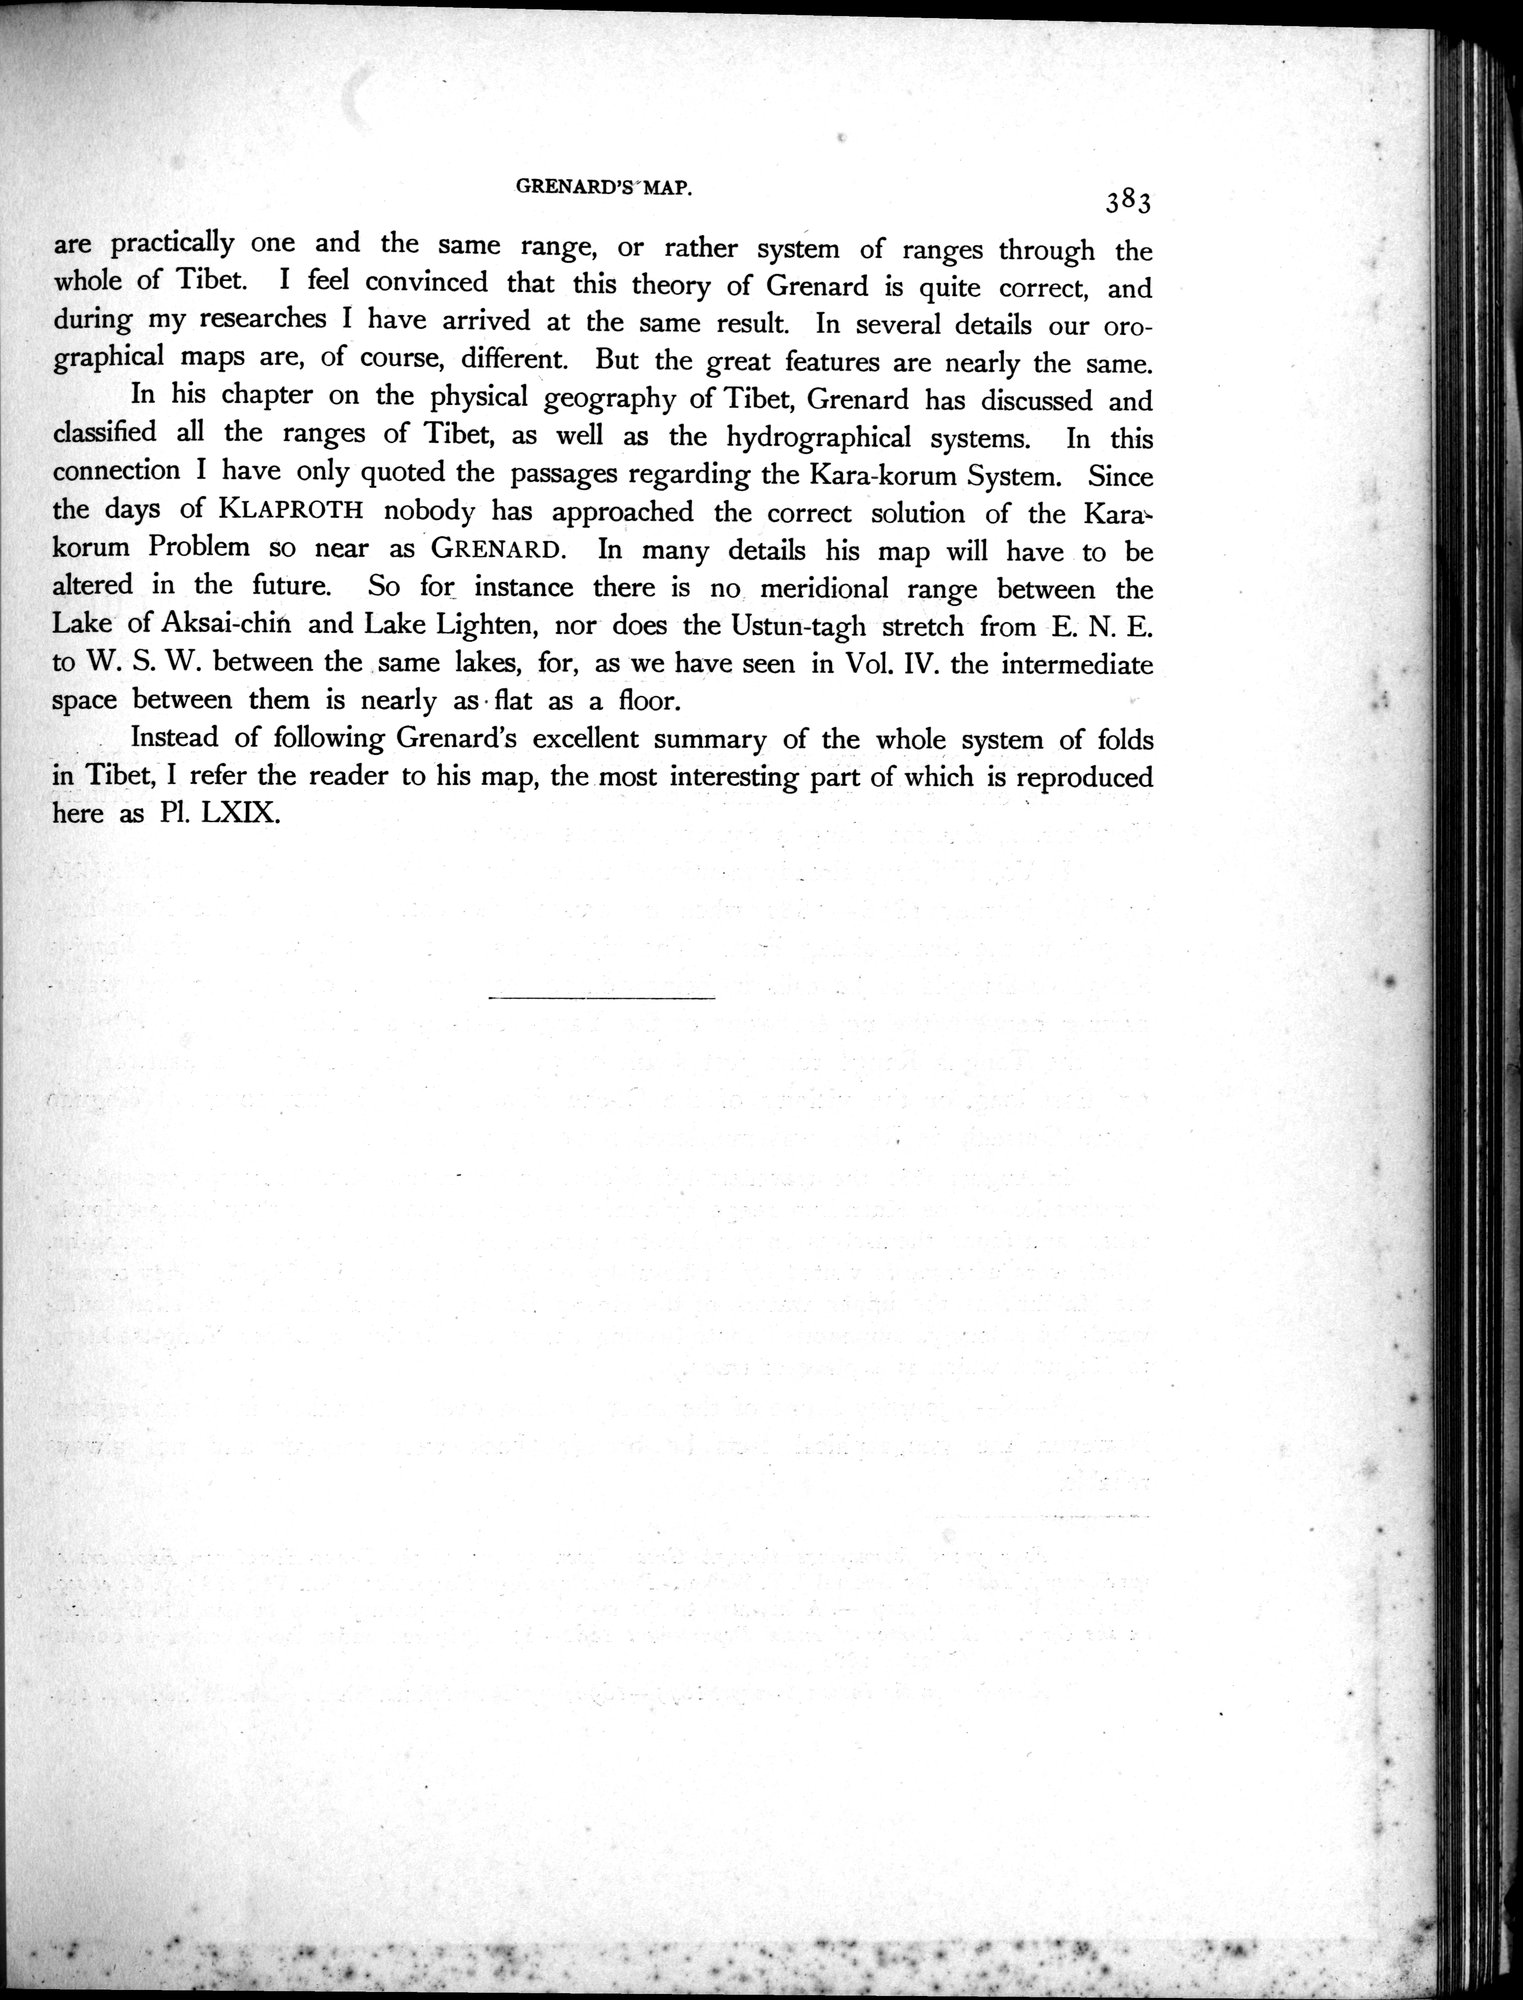 GRENARD'S MAP.
383
are practically one and the same range, or rather system of ranges through the
whole of Tibet. I feel convinced that this theory of Grenard is quite correct, and
during my researches I have arrived at the same result. In several details our oro-
graphical maps are, of course, different. But the great features are nearly the same.
In his chapter on the physical geography of Tibet, Grenard has discussed and
classified all the ranges of Tibet, as well as the hydrographical systems. In this
connection I have only quoted the passages regarding the Kara-korum System. Since
the days of KLAPROTH nobody has approached the correct solution of the Kara-
korum Problem so near as GRENARD. In many details his map will have to be
altered in the future. So for instance there is no meridional range between the
Lake of Aksai-chin and Lake Lighten, nor does the Ustun-tagh stretch from E. N. E.
to W. S. W. between the same lakes, for, as we have seen in Vol. IV. the intermediate
space between them is nearly as flat as a floor.
Instead of following Grenard's excellent summary of the whole system of folds
in Tibet, I refer the reader to his map, the most interesting part of which is reproduced
here as Pl. LXIX.